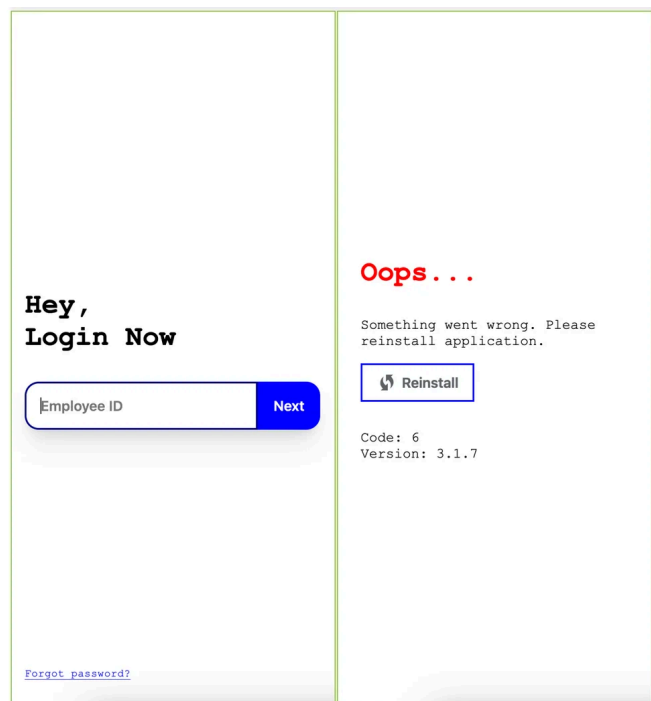 Hey,
Login Now
Employee ID
Next
Forgot password?
Oops...
Something went wrong. Please
reinstall application.
Reinstall
Code: 6
Version: 3.1.7